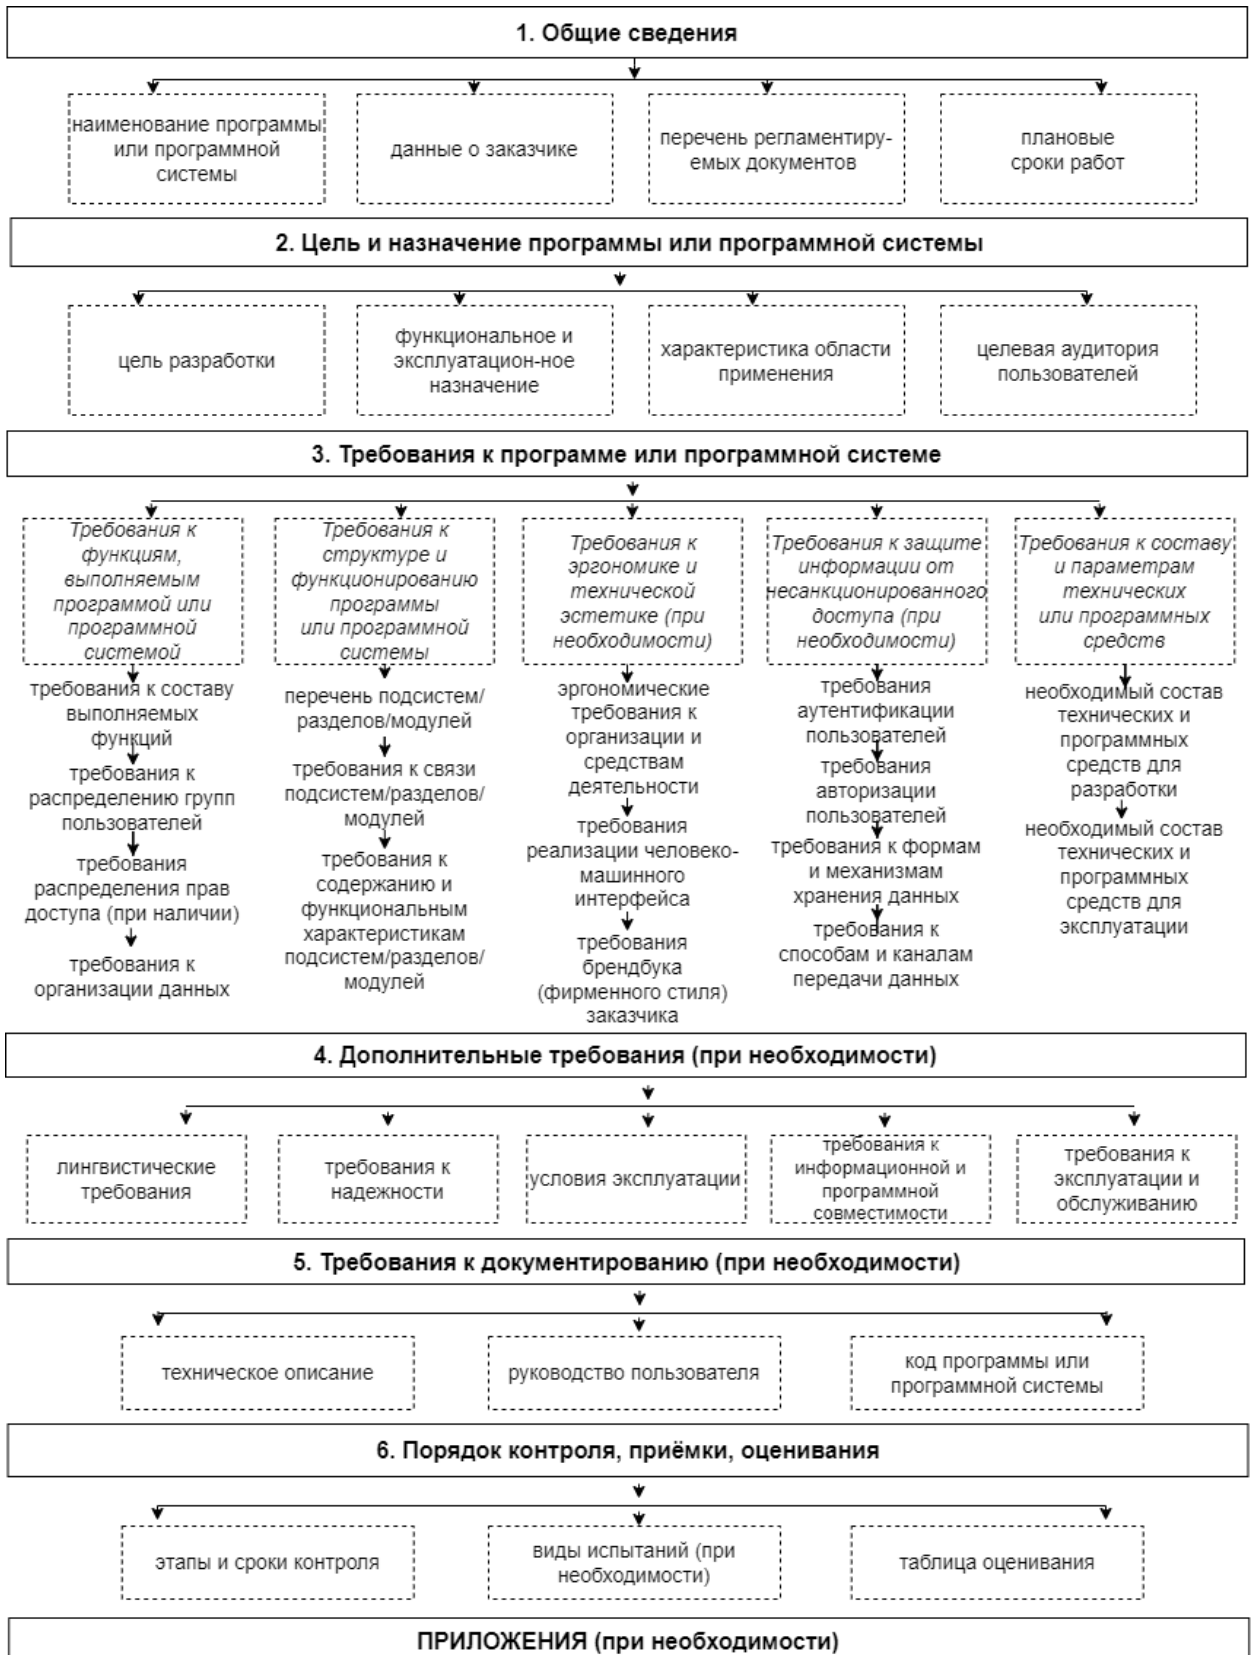 1. Общие сведения
наименование программы
или программной
системы
данные о заказчике
перечень регламентиру-
емых документов
плановые
сроки работ
2. Цель и назначение программы или программной системы
цель разработки
функциональное и
эксплуатацион-ное
назначение
характеристика области
применения
целевая аудитория
пользователей
3. Требования к программе или программной системе
Требования к
функциям,
выполняемым
программой или
программной
системой
требования к составу
выполняемых
функций
требования к
распределению групп
пользователей
требования
распределения прав
доступа (при наличии)
требования к
организации данных
Требования к
структуре и
функционированию
программы
или программной
системы
перечень подсистем/
разделов/модулей
требования к связи
подсистем/разделов/
модулей
требования к
содержанию и
функциональным
характеристикам
подсистем/разделов/
модулей
Требования к
эргономике и
технической
эстетике (при
необходимости)
эргономические
требования к
организации и
средствам
деятельности
требования
реализации человеко-
машинного
интерфейса
требования
брендбука
(фирменного стиля)
заказчика
Требования к защите
информации от
несанкционированного
доступа (при
необходимости)
требования
аутентификации
пользователей
требования
авторизации
пользователей
требования к формам
и механизмам
хранения данных
требования к
способам и каналам
передачи данных
Требования к составу
и параметрам
технических
или программных
средств
необходимый состав
технических и
программных
средств для
разработки
необходимый состав
технических и
программных
средств для
эксплуатации
4. Дополнительные требования (при необходимости)
лингвистические
требования
требования к
надежности
условия эксплуатации
требования к
информационной и
программной
совместимости
требования к
эксплуатации и
обслуживанию
5. Требования к документированию (при необходимости)
техническое описание
руководство пользователя
код программы или
программной системы
6. Порядок контроля, приёмки, оценивания
этапы и сроки контроля
виды испытаний (при
необходимости)
таблица оценивания
ПРИЛОЖЕНИЯ (при необходимости)